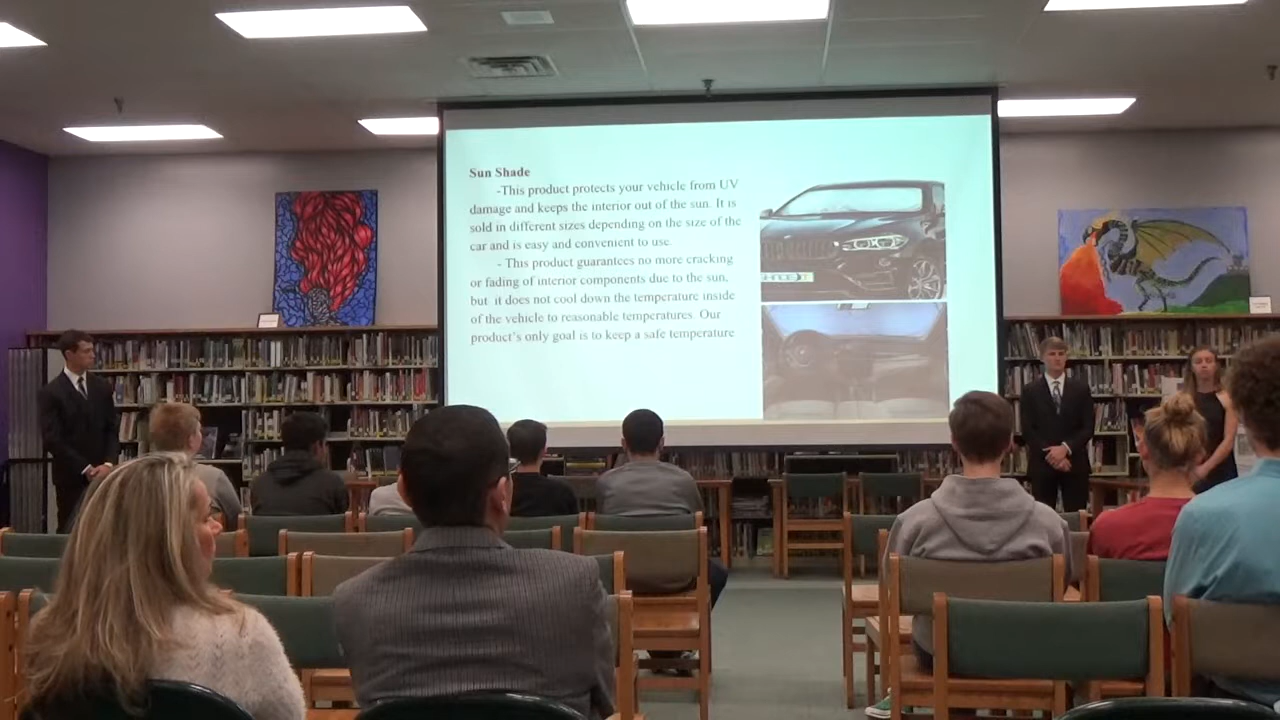 Sun Shade
-This product protects your vehicle from UV
damage and keeps the interior out of the sun. It is
sold in different sizes depending on the size of the
car and is easy and convenient to use.
- This product guarantees no more cracking
or fading of interior components due to the sun,
but it does not cool down the temperature inside
of the vehicle to reasonable temperatures. Our
product's only goal is to keep a safe temperature